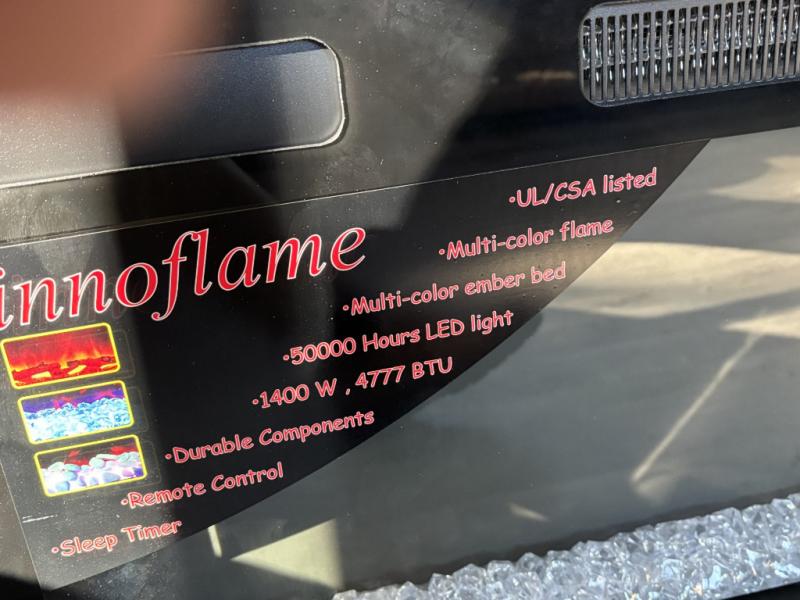 innoflame
·UL/CSA listed
·Multi-color flame
·Multi-color ember bed
·50000 Hours LED light
·1400 W , 4777 BTU
·Durable Components
·Remote Control
·Sleep Timer